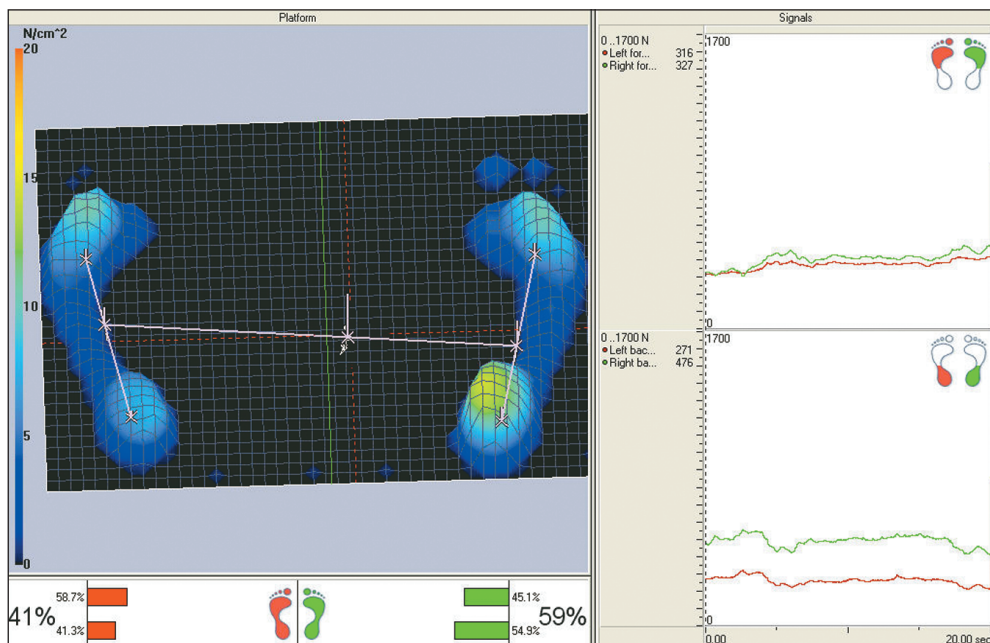 Platform
N/cm^2
20
15
10
5
0
41%
58.7%
41.3%
45.1%
54.9%
59%
Signals
0 ..1700 N
Left for... 316
Right for... 327
1700
0
0 ..1700 N
Left bac... 271
Right ba... 476
1700
0
0.00
20.00 sec